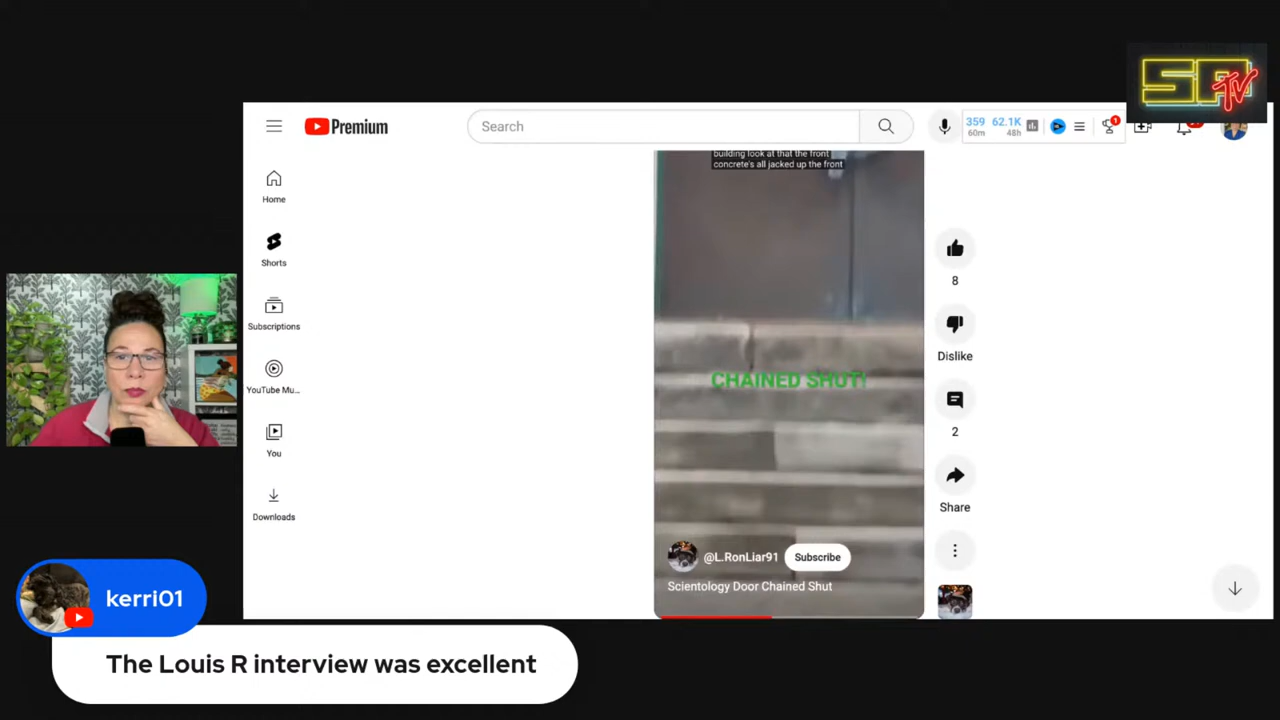 SPTV
Premium
Search
359 62.1K
60m 48h
1
Home
Shorts
Subscriptions
YouTube Mu...
You
Downloads
building look at that the front
concrete's all jacked up the front
CHAINED SHUT!
@L.RonLiar91 Subscribe
Scientology Door Chained Shut
8
Dislike
2
Share
kerri01
The Louis R interview was excellent